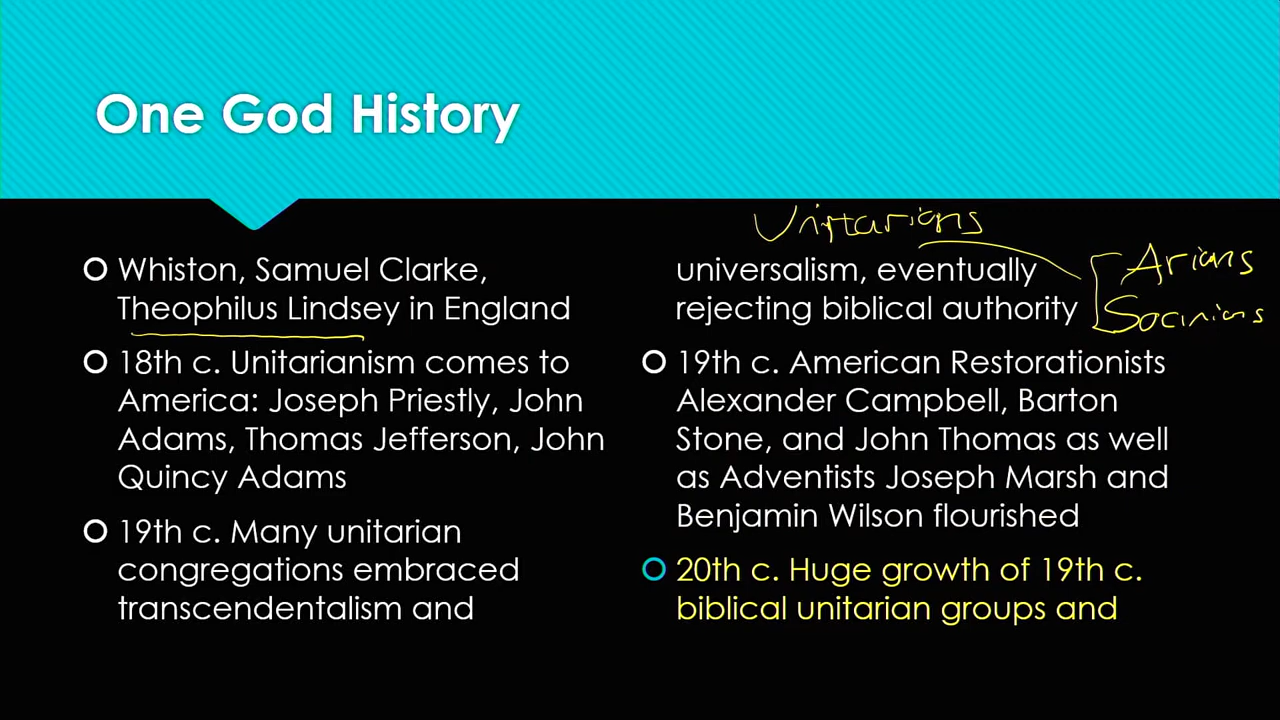 One God History
Whiston, Samuel Clarke,
Theophilus Lindsey in England
18th c. Unitarianism comes to
America: Joseph Priestly, John
Adams, Thomas Jefferson, John
Quincy Adams
19th c. Many unitarian
congregations embraced
transcendentalism and
Unitarians
Arians
Socinians
universalism, eventually
rejecting biblical authority
19th c. American Restorationists
Alexander Campbell, Barton
Stone, and John Thomas as well
as Adventists Joseph Marsh and
Benjamin Wilson flourished
20th c. Huge growth of 19th c.
biblical unitarian groups and